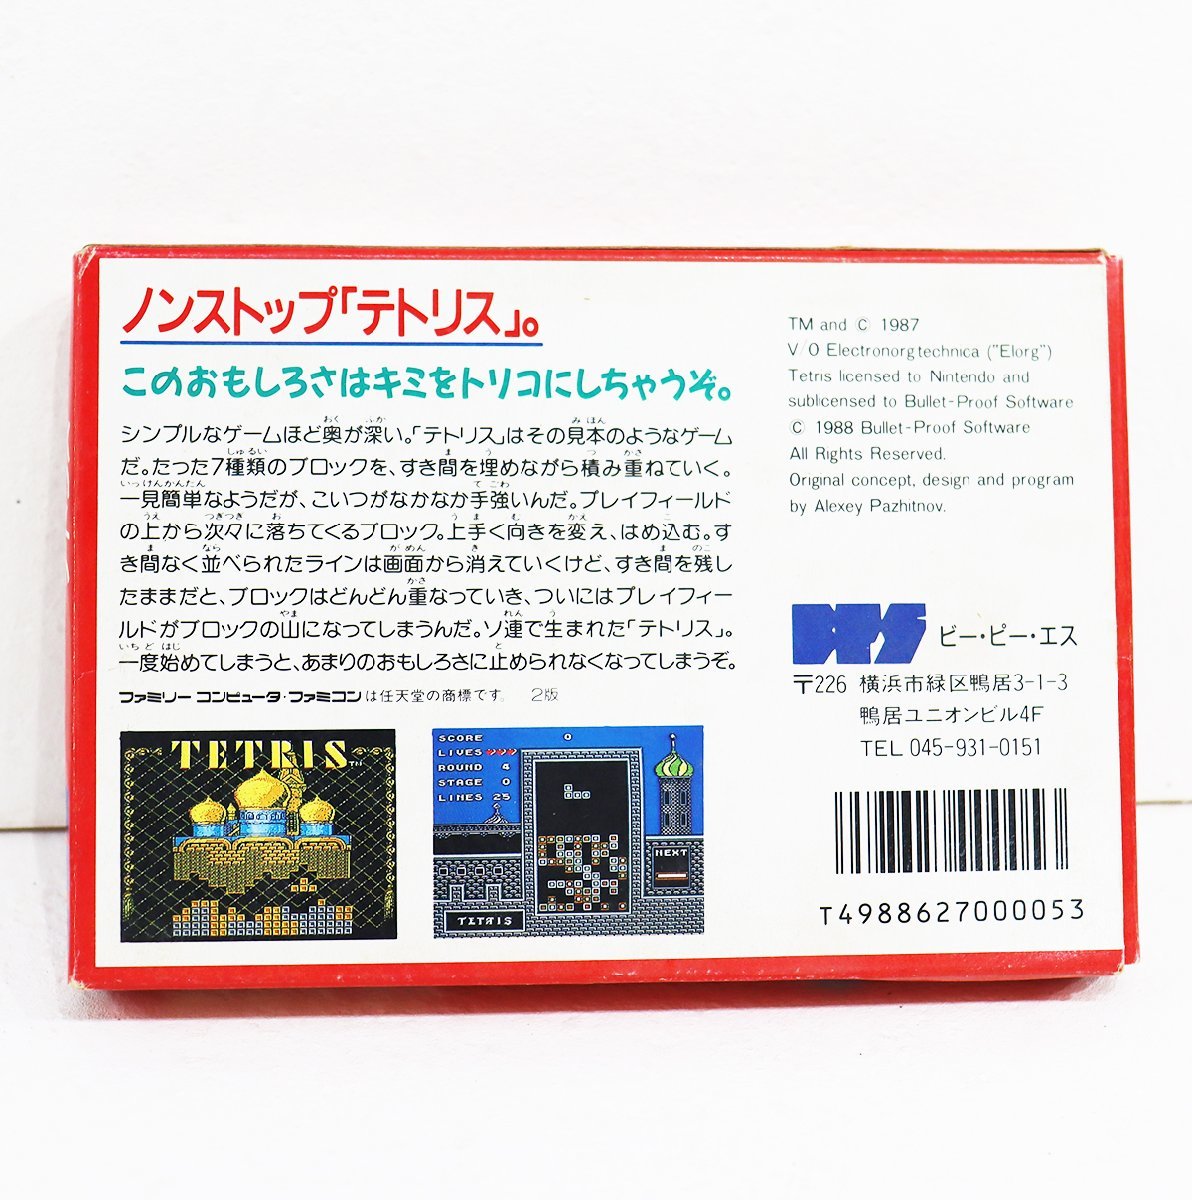 ノンストップ「テトリス」。
このおもしろさはキミをトリコにしちゃうぞ。
シンプルなゲームほど奥が深い。「テトリス」はその見本のようなゲーム
だ。たった7種類のブロックを、すき間を埋めながら積み重ねていく。
一見簡単なようだが、こいつがなかなか手強いんだ。プレイフィールド
の上から次々に落ちてくるブロック。上手く向きを変え、はめ込む。す
き間なく並べられたラインは画面から消えていくけど、すき間を残し
たままだと、ブロックはどんどん重なっていき、ついにはプレイフィー
ルドがブロックの山になってしまうんだ。ソ連で生まれた「テトリス」。
一度始めてしまうと、あまりのおもしろさに止められなくなってしまうぞ。
ファミリー コンピュータ・ファミコンは任天堂の商標です。 2版
TETRIS™
SCORE 0
LIVES
ROUND 4
STAGE 0
LINES 25
NEXT
TETRIS
TM and © 1987
V/O Electronorgtechnica ("Elorg")
Tetris licensed to Nintendo and
sublicensed to Bullet-Proof Software
© 1988 Bullet-Proof Software
All Rights Reserved.
Original concept, design and program
by Alexey Pazhitnov.
BPS ビー・ピー・エス
〒226 横浜市緑区鴨居3-1-3
鴨居ユニオンビル4F
TEL 045-931-0151
T4988627000053